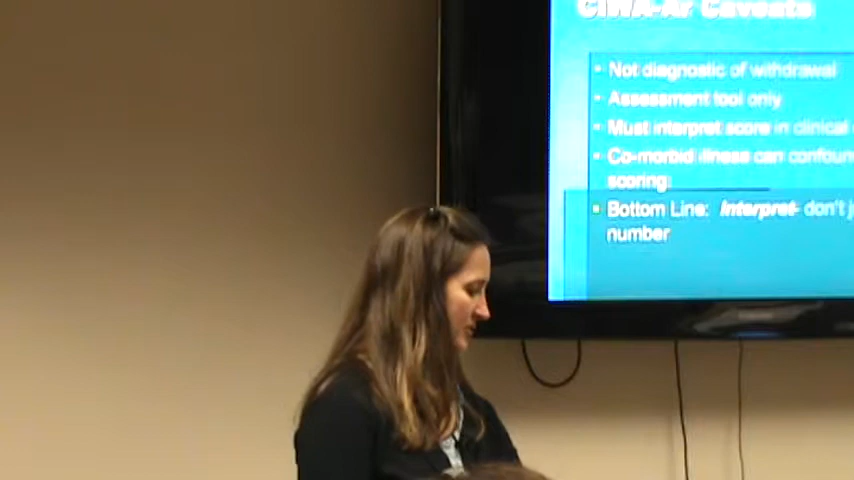 CIWA-Ar Caveats
• Not diagnostic of withdrawal
• Assessment tool only
• Must interpret score in clinical
• Co-morbid illness can confoun
scoring
• Bottom Line: Interpret- don't j
number